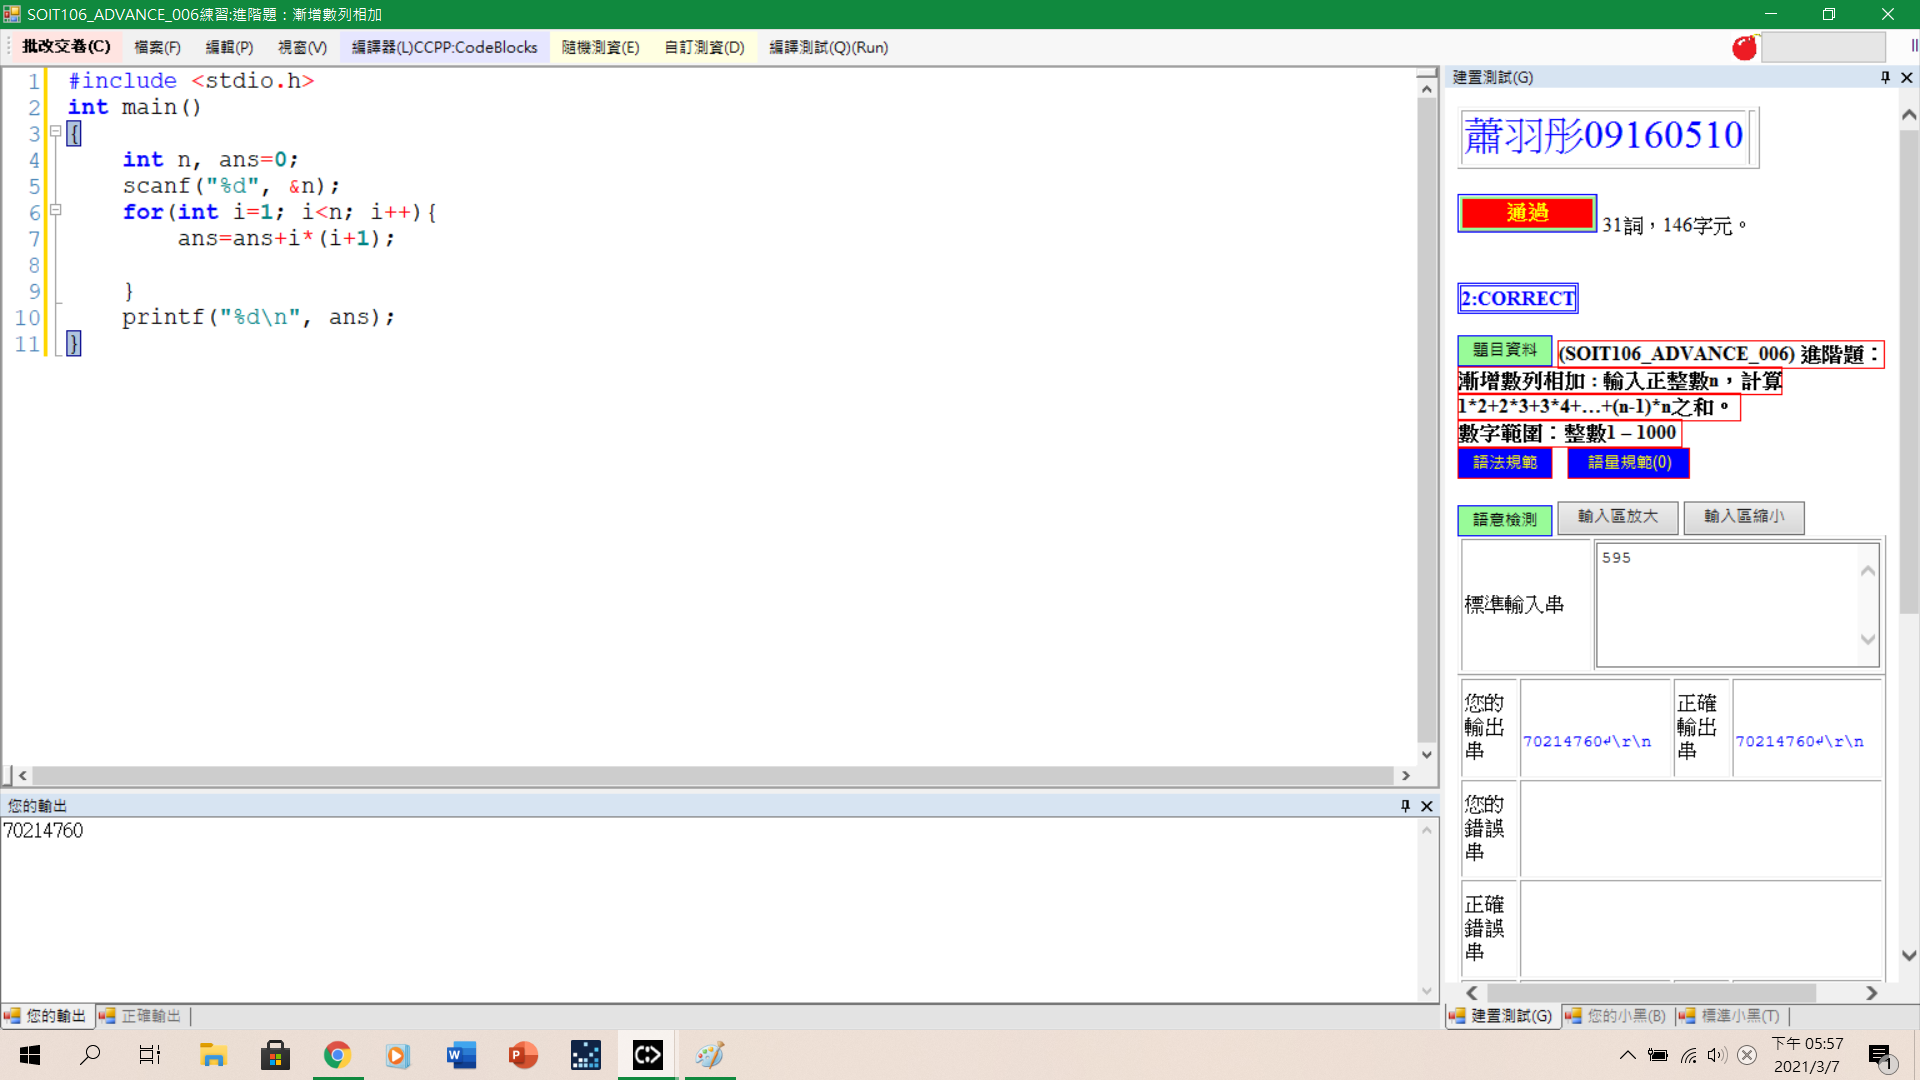 SOIT106_ADVANCE_006練習:進階題：漸增數列相加
批改交卷(C) 檔案(F) 編輯(P) 視窗(V) 編譯器(L)CCPP:CodeBlocks 隨機測資(E) 自訂測資(D) 編譯測試(Q)(Run)
1 #include <stdio.h>
2 int main()
3 {
4 int n, ans=0;
5 scanf("%d", &n);
6 for(int i=1; i<n; i++){
7 ans=ans+i*(i+1);
8
9 }
10 printf("%d\n", ans);
11 }
您的輸出
70214760
您的輸出 正確輸出
建置測試(G)
蕭羽彤09160510
通過 31詞，146字元。
2:CORRECT
題目資料 (SOIT106_ADVANCE_006) 進階題：
漸增數列相加：輸入正整數n，計算
1*2+2*3+3*4+…+(n-1)*n之和。
數字範圍：整數1 – 1000
語法規範 語量規範(0)
語意檢測 輸入區放大 輸入區縮小
標準輸入串 595
您的輸出串 70214760↲\r\n 正確輸出串 70214760↲\r\n
您的錯誤串
正確錯誤串
建置測試(G) 您的小黑(B) 標準小黑(T)
下午 05:57
2021/3/7
1